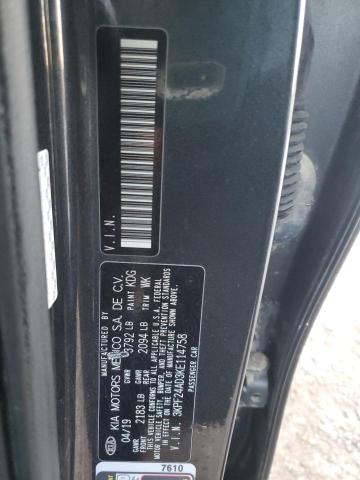 KIA KIA MOTORS MEXICO S.A. DE C.V.
04/19 GVWR 3792 LB PAINT KDG
GAWR FRONT 2183 LB GAWR REAR 2094 LB TRIM WK
THIS VEHICLE CONFORMS TO ALL APPLICABLE U.S.A. FEDERAL
MOTOR VEHICLE SAFETY, BUMPER, AND THEFT PREVENTION STANDARDS
IN EFFECT ON THE DATE OF MANUFACTURE SHOWN ABOVE.
V.I.N. 3KPF24AD3KE114758
PASSENGER CAR
V.I.N.
7610